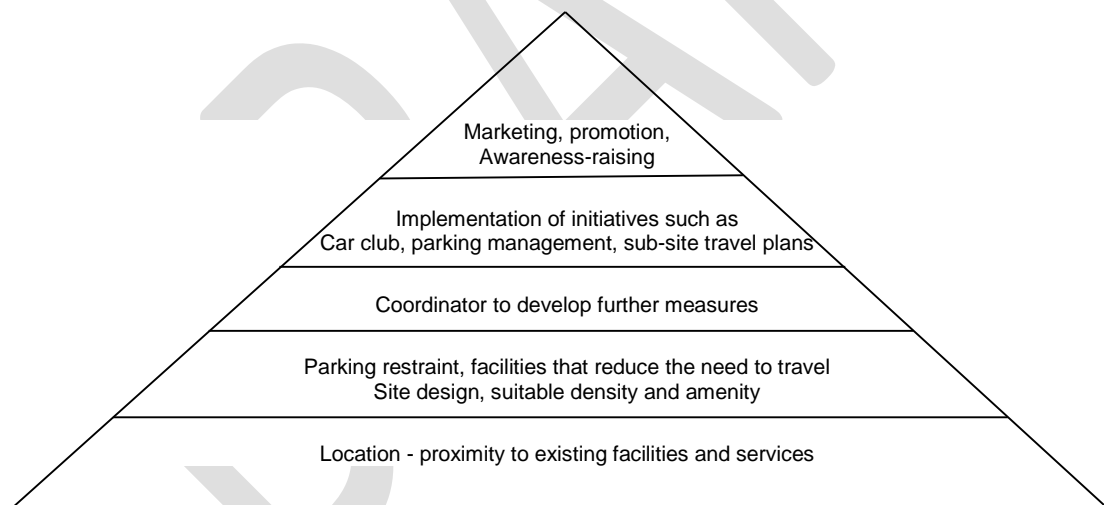 Marketing, promotion,
Awareness-raising
Implementation of initiatives such as
Car club, parking management, sub-site travel plans
Coordinator to develop further measures
Parking restraint, facilities that reduce the need to travel
Site design, suitable density and amenity
Location - proximity to existing facilities and services